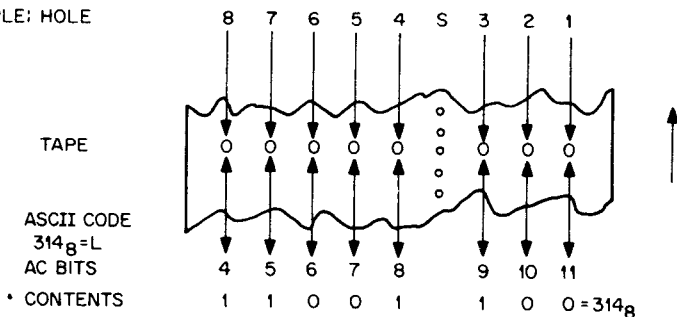 PLE: HOLE 8 7 6 5 4 S 3 2 1
TAPE O O O O O O O O
ASCII CODE
314₈=L
AC BITS 4 5 6 7 8 9 10 11
• CONTENTS 1 1 0 0 1 1 0 0 = 314₈